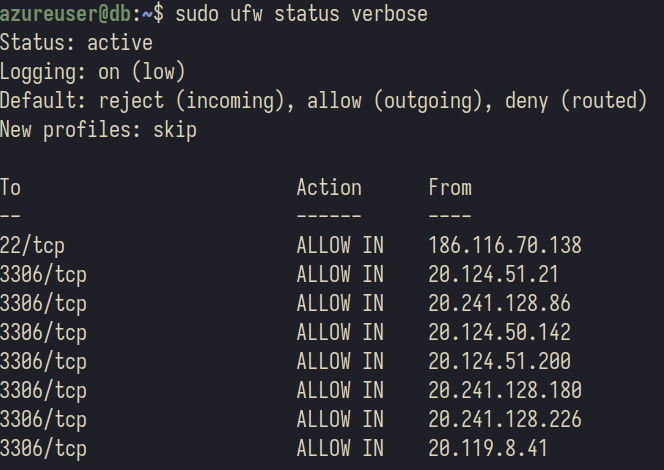 azureuser@db:~$ sudo ufw status verbose
Status: active
Logging: on (low)
Default: reject (incoming), allow (outgoing), deny (routed)
New profiles: skip

To                         Action      From
--                         ------      ----
22/tcp                     ALLOW IN    186.116.70.138
3306/tcp                   ALLOW IN    20.124.51.21
3306/tcp                   ALLOW IN    20.241.128.86
3306/tcp                   ALLOW IN    20.124.50.142
3306/tcp                   ALLOW IN    20.124.51.200
3306/tcp                   ALLOW IN    20.241.128.180
3306/tcp                   ALLOW IN    20.241.128.226
3306/tcp                   ALLOW IN    20.119.8.41